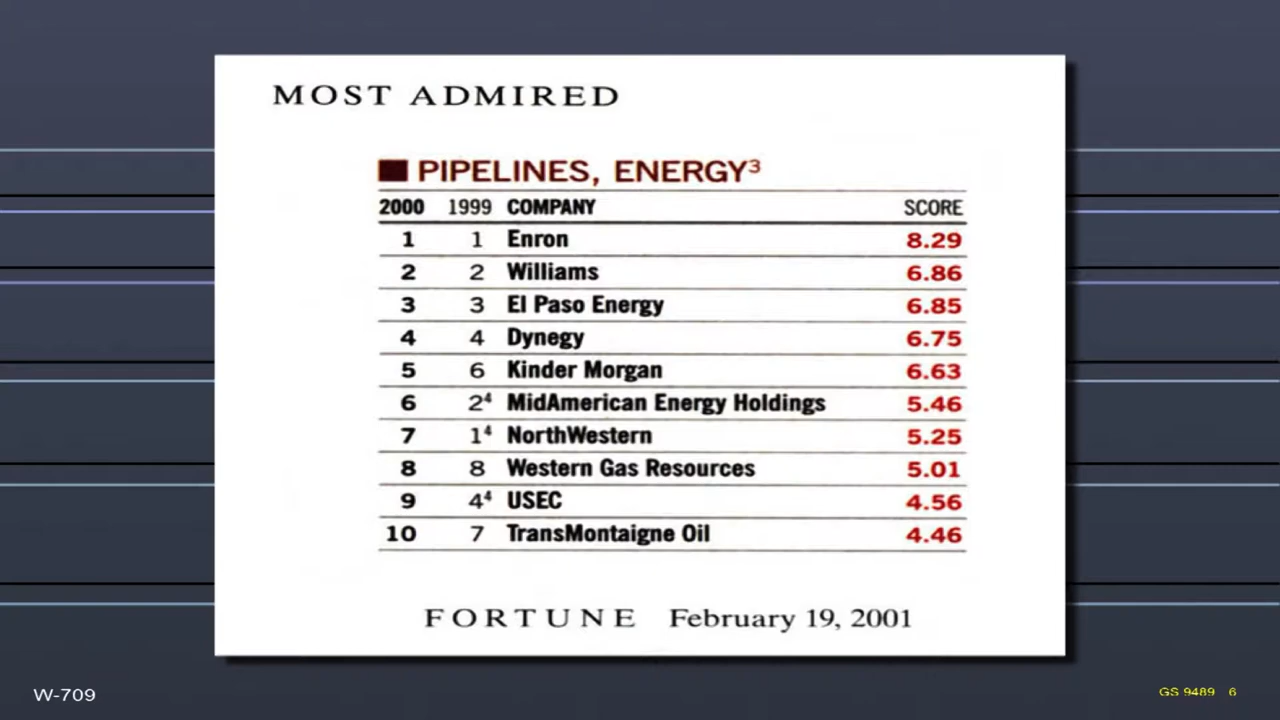 MOST ADMIRED
PIPELINES, ENERGY³
2000 1999 COMPANY SCORE
1 1 Enron 8.29
2 2 Williams 6.86
3 3 El Paso Energy 6.85
4 4 Dynegy 6.75
5 6 Kinder Morgan 6.63
6 2⁴ MidAmerican Energy Holdings 5.46
7 1⁴ NorthWestern 5.25
8 8 Western Gas Resources 5.01
9 4⁴ USEC 4.56
10 7 TransMontaigne Oil 4.46
FORTUNE February 19, 2001
W-709
GS 9489 6